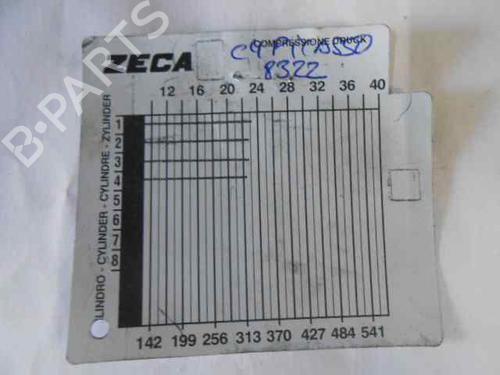 COMPRESSIONE DRUCK
ZECA
8322
12 16 20 24 28 32 36 40
CILINDRO - CYLINDER - CYLINDRE - ZYLINDER
1
2
3
4
5
6
7
8
142 199 256 313 370 427 484 541